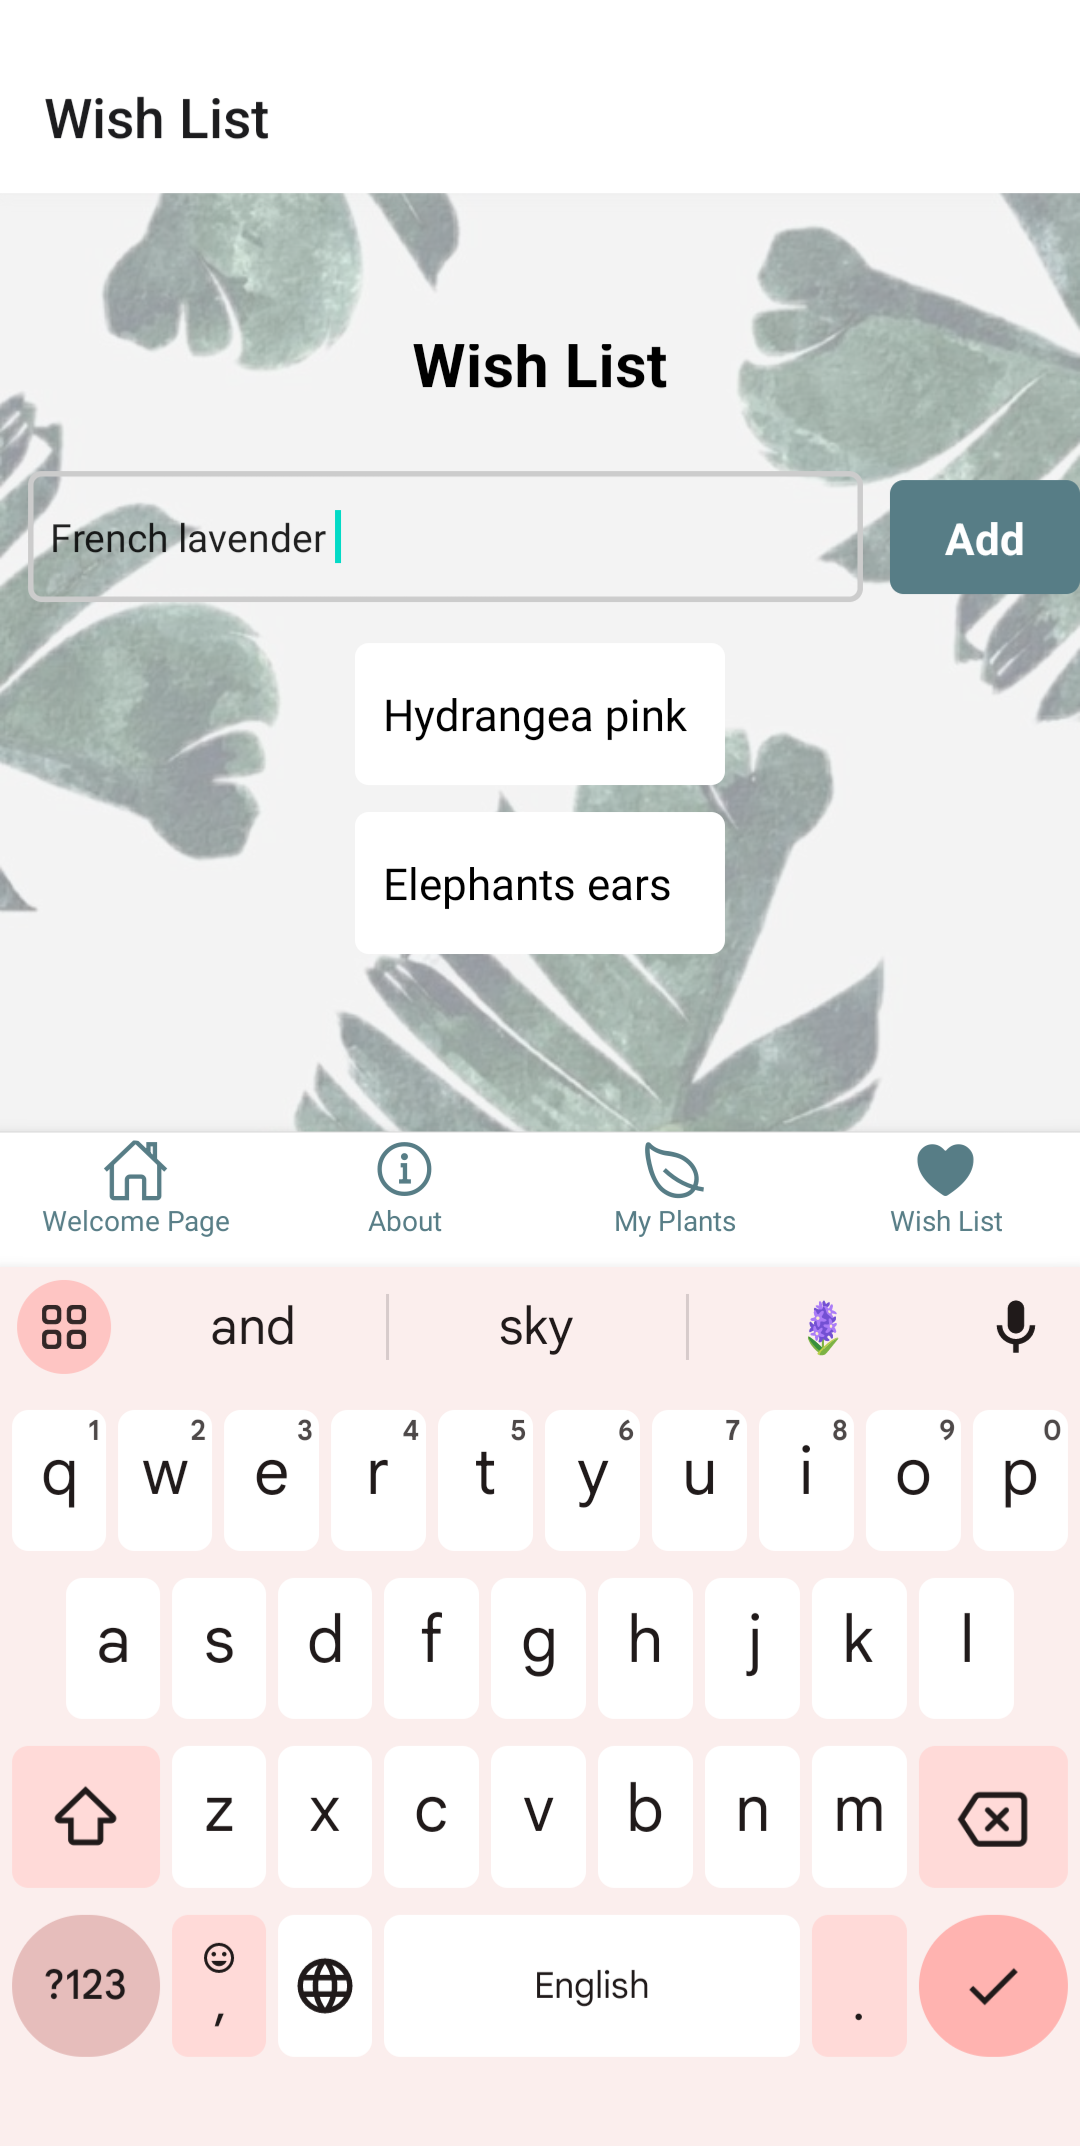 Wish List
Wish List
French lavender
Add
Hydrangea pink
Elephants ears
Welcome Page
About
My Plants
Wish List
and
sky
1 2 3 4 5 6 7 8 9 0
q w e r t y u i o p
a s d f g h j k l
z x c v b n m
?123
,
English
.